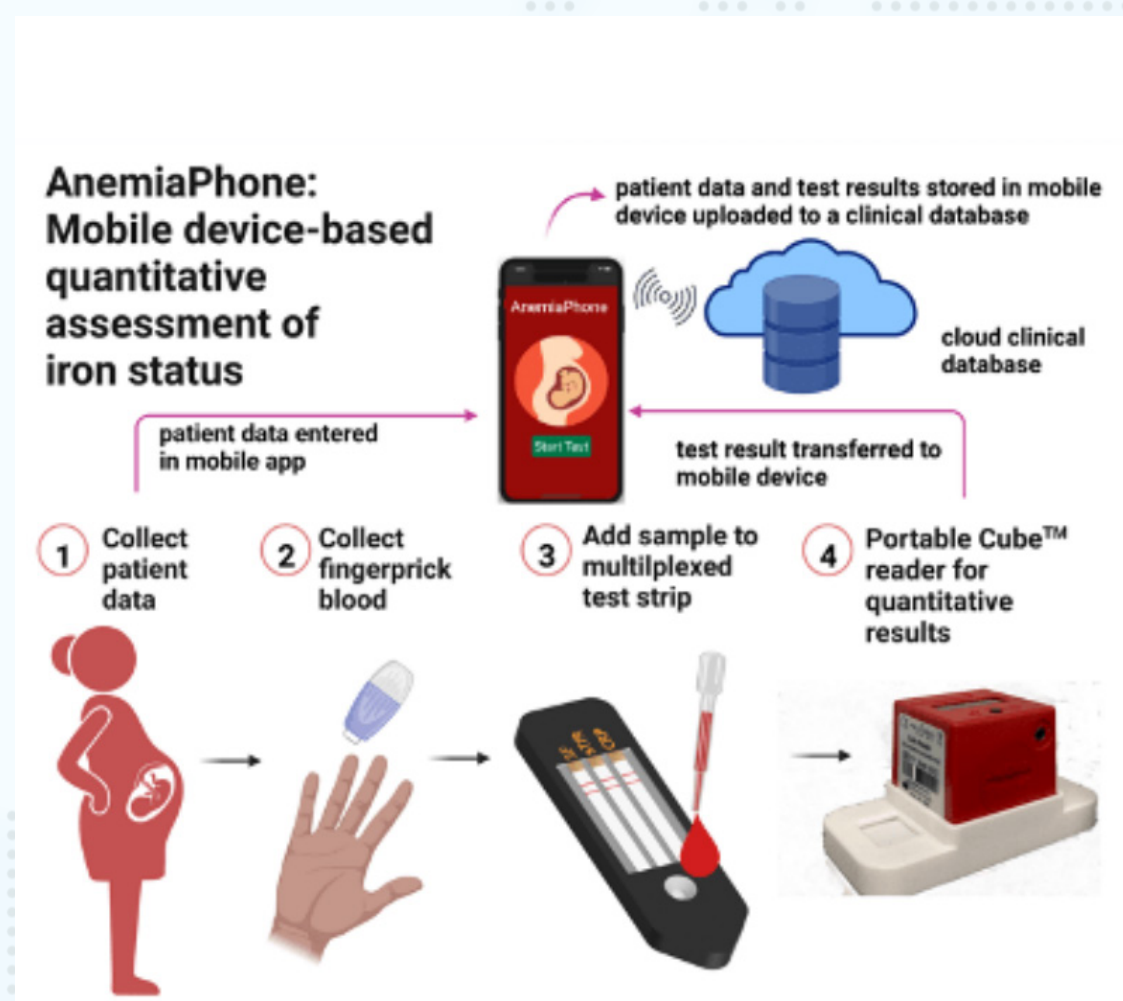 AnemiaPhone:
Mobile device-based
quantitative
assessment of
iron status
patient data and test results stored in mobile
device uploaded to a clinical database
AnemiaPhone
Start Test
cloud clinical
database
patient data entered
in mobile app
test result transferred to
mobile device
1 Collect
patient
data
2 Collect
fingerprick
blood
3 Add sample to
multilplexed
test strip
4 Portable Cube™
reader for
quantitative
results